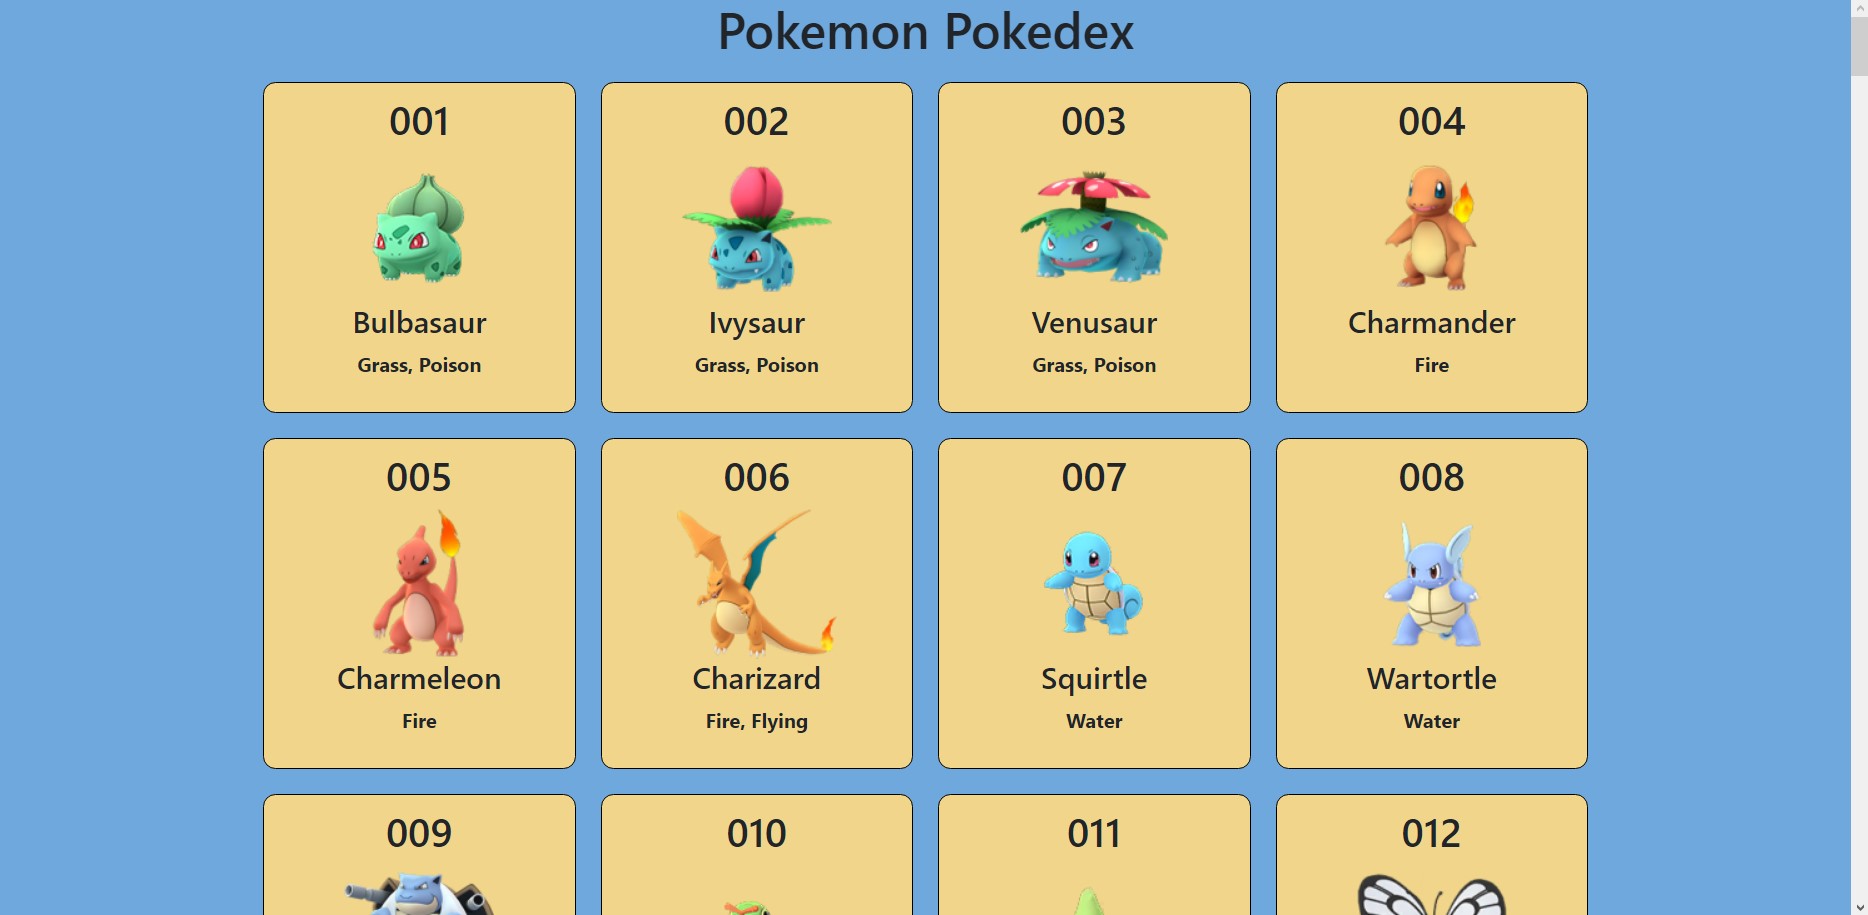 Pokemon Pokedex
001
002
003
004
Bulbasaur
Ivysaur
Venusaur
Charmander
Grass, Poison
Grass, Poison
Grass, Poison
Fire
005
006
007
008
Charmeleon
Charizard
Squirtle
Wartortle
Fire
Fire, Flying
Water
Water
009
010
011
012